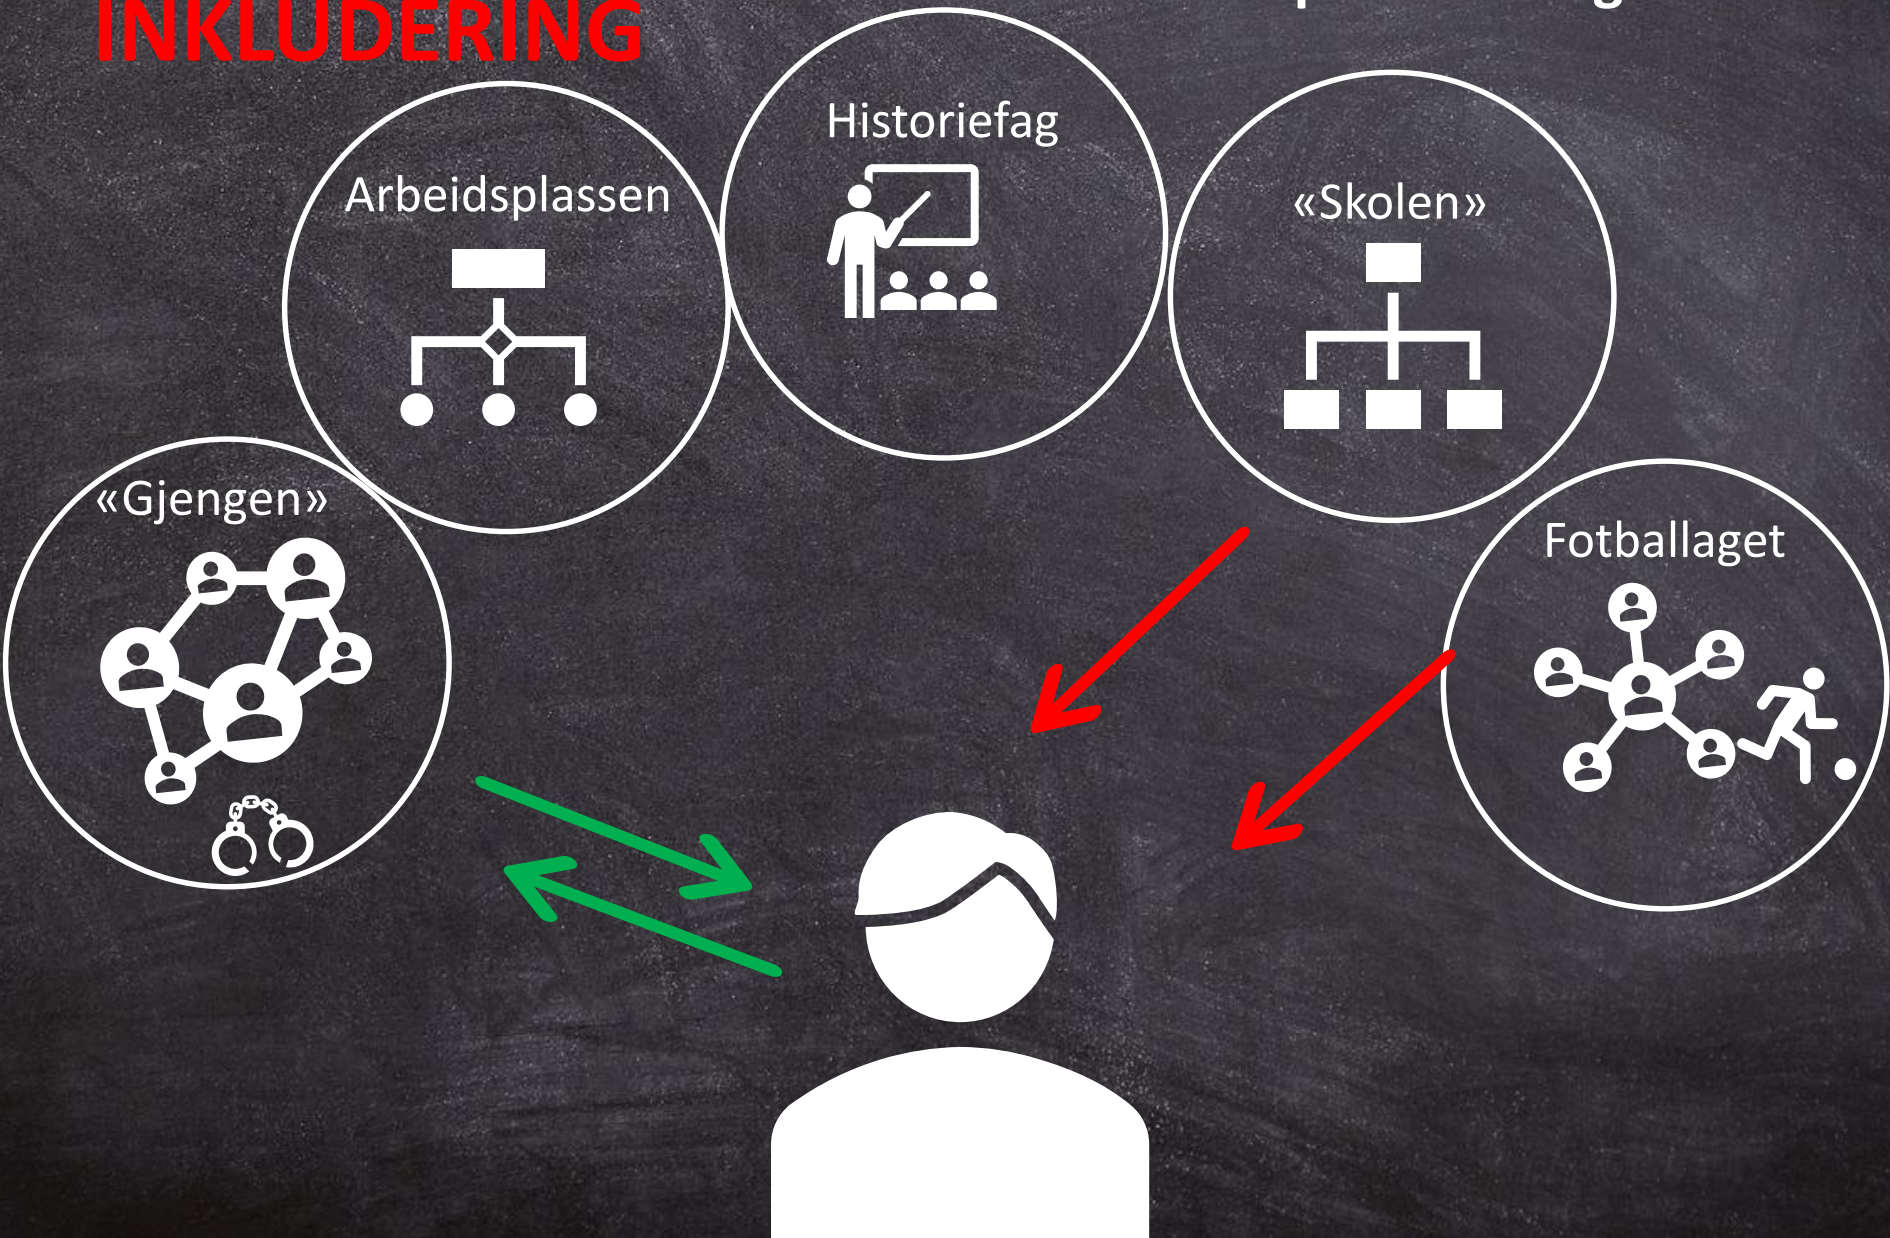 INKLUDERING
Historiefag
Arbeidsplassen
«Skolen»
«Gjengen»
Fotballaget